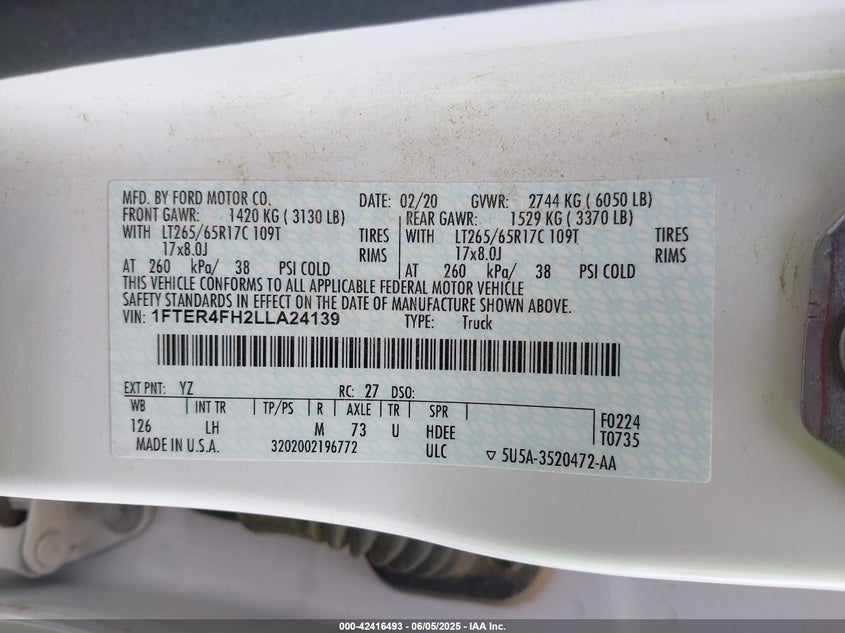 MFD. BY FORD MOTOR CO. DATE: 02/20 GVWR: 2744 KG ( 6050 LB)
FRONT GAWR: 1420 KG ( 3130 LB) REAR GAWR: 1529 KG ( 3370 LB)
WITH LT265/65R17C 109T TIRES WITH LT265/65R17C 109T TIRES
17x8.0J RIMS 17x8.0J RIMS
AT 260 kPa/ 38 PSI COLD AT 260 kPa/ 38 PSI COLD
THIS VEHICLE CONFORMS TO ALL APPLICABLE FEDERAL MOTOR VEHICLE
SAFETY STANDARDS IN EFFECT ON THE DATE OF MANUFACTURE SHOWN ABOVE.
VIN: 1FTER4FH2LLA24139 TYPE: Truck
EXT PNT: YZ RC: 27 DSO:
WB INT TR TP/PS R AXLE TR SPR
126 LH M 73 U HDEE
F0224
T0735
MADE IN U.S.A. 3202002196772 ULC ▽ 5U5A-3520472-AA
000-42416493 - 06/05/2025 - IAA Inc.